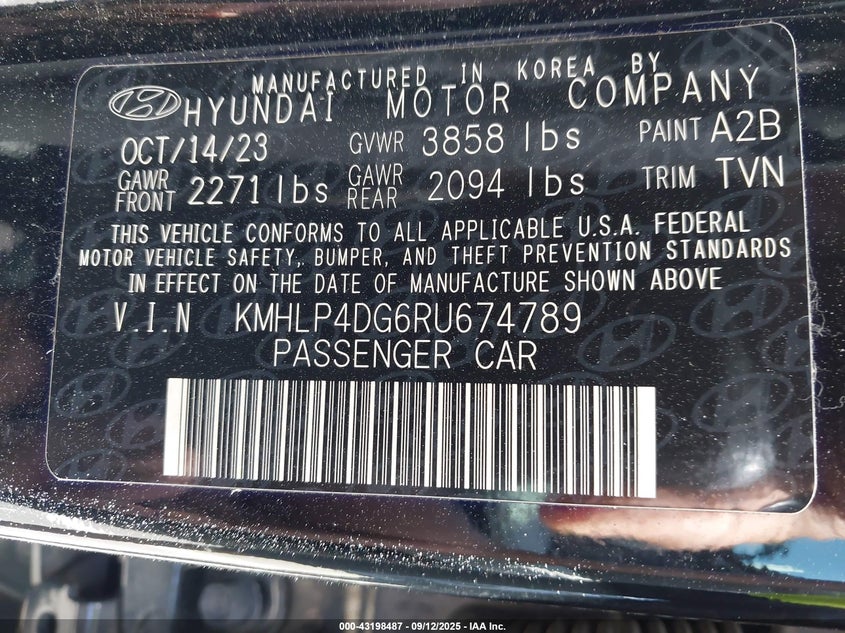 MANUFACTURED IN KOREA BY
HYUNDAI MOTOR COMPANY
OCT/14/23 GVWR 3858 lbs PAINT A2B
GAWR FRONT 2271 lbs GAWR REAR 2094 lbs TRIM TVN
THIS VEHICLE CONFORMS TO ALL APPLICABLE U.S.A. FEDERAL
MOTOR VEHICLE SAFETY, BUMPER, AND THEFT PREVENTION STANDARDS
IN EFFECT ON THE DATE OF MANUFACTURE SHOWN ABOVE
V.I.N KMHLP4DG6RU674789
PASSENGER CAR
000-43198487 - 09/12/2025 - IAA Inc.